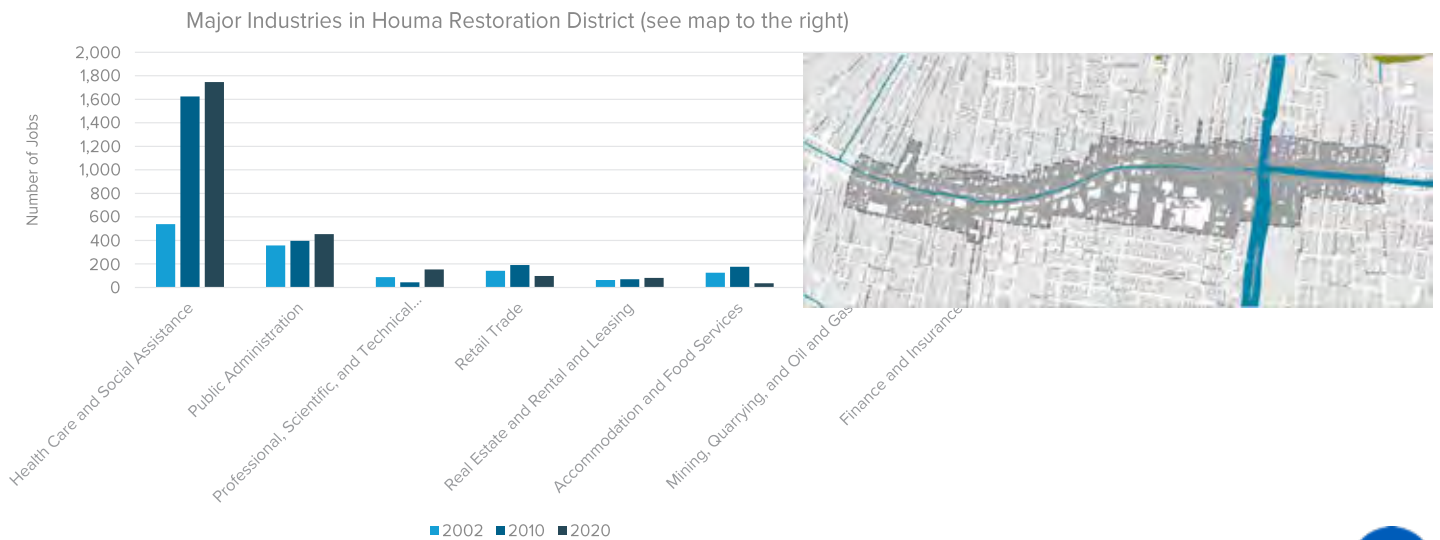 Major Industries in Houma Restoration District (see map to the right)
Number of Jobs
2,000
1,800
1,600
1,400
1,200
1,000
800
600
400
200
0
Health Care and Social Assistance
Public Administration
Professional, Scientific, and Technical...
Retail Trade
Real Estate and Rental and Leasing
Accommodation and Food Services
Mining, Quarrying, and Oil and Gas
Finance and Insurance
2002 2010 2020